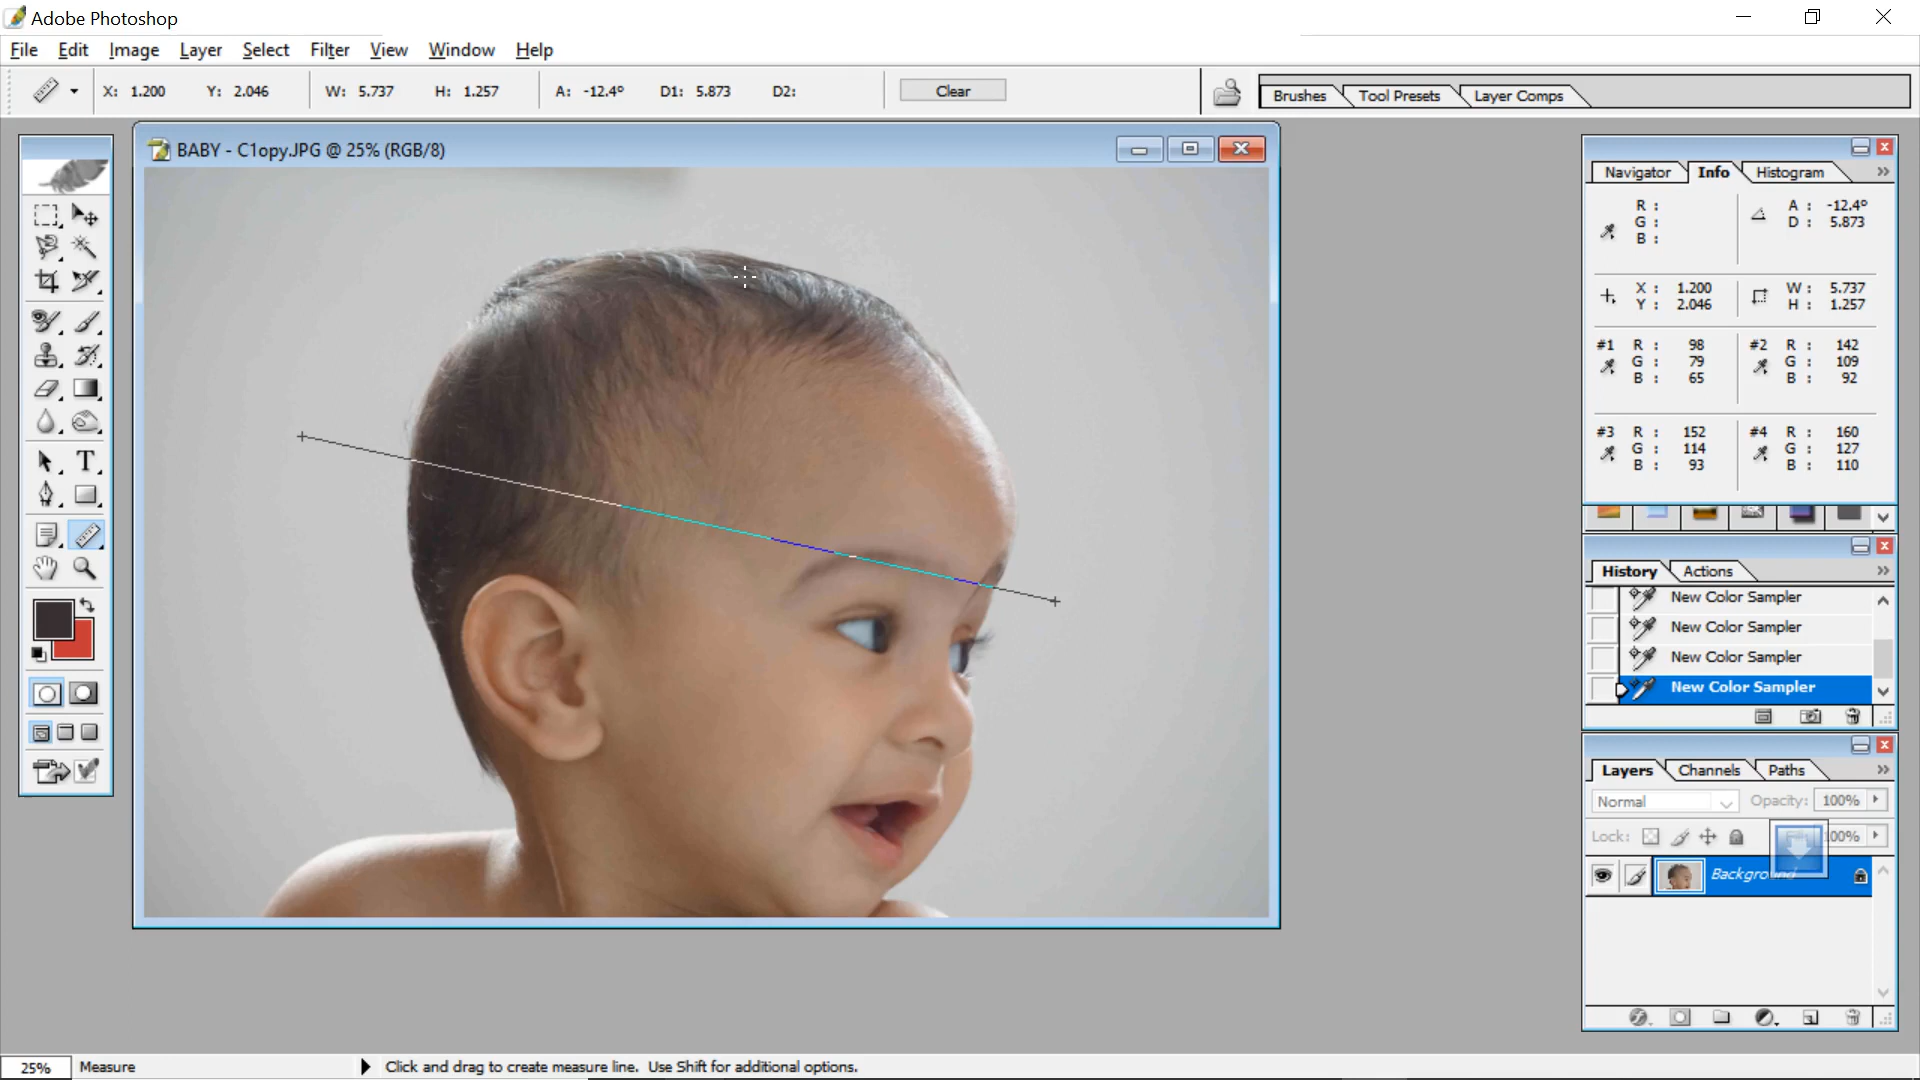 Adobe Photoshop
File Edit Image Layer Select Filter View Window Help
X: 1.200 Y: 2.046 W: 5.737 H: 1.257 A: -12.4º D1: 5.873 D2: Clear Brushes Tool Presets Layer Comps
BABY - C1opy.JPG @ 25% (RGB/8)
Navigator Info Histogram
R : A : -12.4º
G : D : 5.873
B :
X : 1.200 W : 5.737
Y : 2.046 H : 1.257
#1 R : 98 #2 R : 142
G : 79 G : 109
B : 65 B : 92
#3 R : 152 #4 R : 160
G : 114 G : 127
B : 93 B : 110
T
History Actions
New Color Sampler
New Color Sampler
New Color Sampler
New Color Sampler
Layers Channels Paths
Normal Opacity: 100%
Lock: 100%
Background
25% Measure Click and drag to create measure line. Use Shift for additional options.